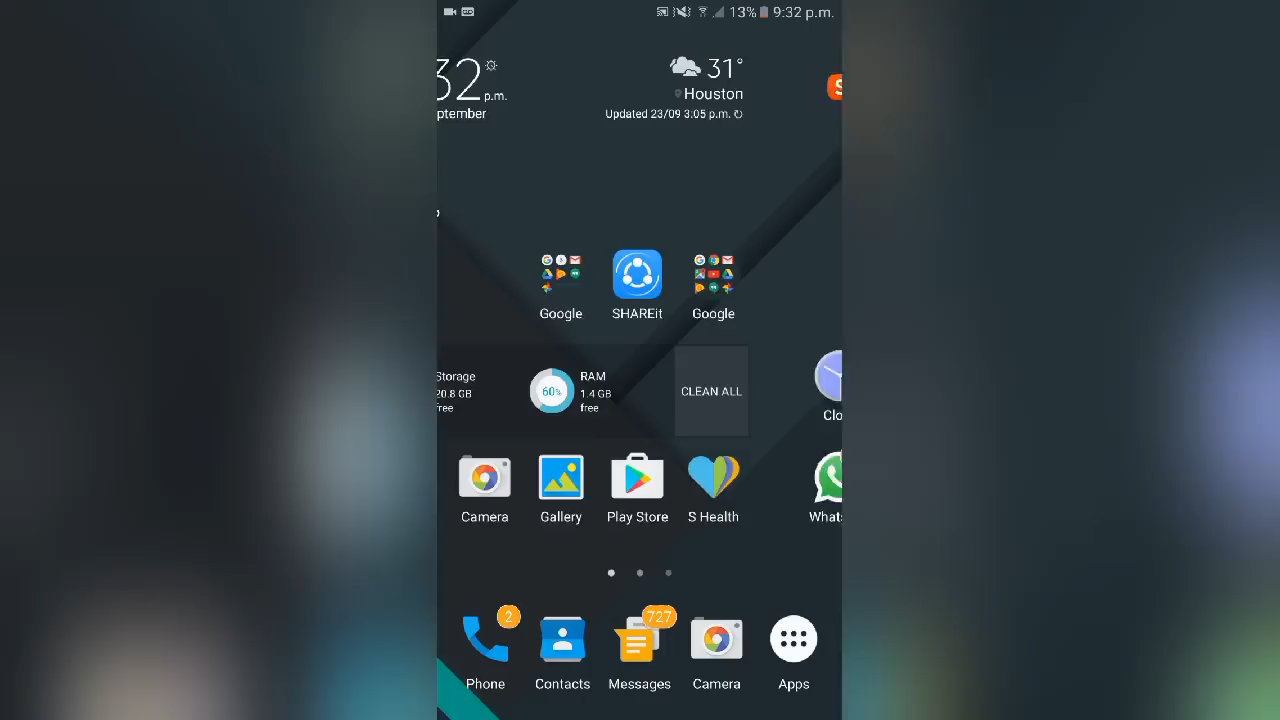 13% 9:32 p.m.
32 p.m.
ptember
31°
Houston
Updated 23/09 3:05 p.m.
Google
SHAREit
Google
Storage
20.8 GB
free
60%
RAM
1.4 GB
free
CLEAN ALL
Clo
Camera
Gallery
Play Store
S Health
What
2
727
Phone
Contacts
Messages
Camera
Apps